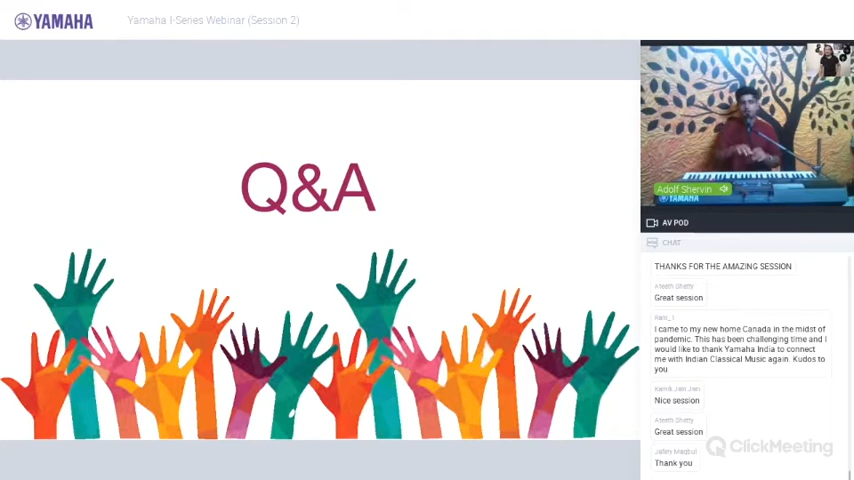 YAMAHA
Yamaha I-Series Webinar (Session 2)
Q&A
Adolf Shervin
YAMAHA
AV POD
CHAT
THANKS FOR THE AMAZING SESSION
Ateeth Shetty
Great session
Ram_1
I came to my new home Canada in the midst of
pandemic. This has been challenging time and I
would like to thank Yamaha India to connect
me with Indian Classical Music again. Kudos to
you
Nice session
Ateeth Shetty
Great session
Thank you
ClickMeeting